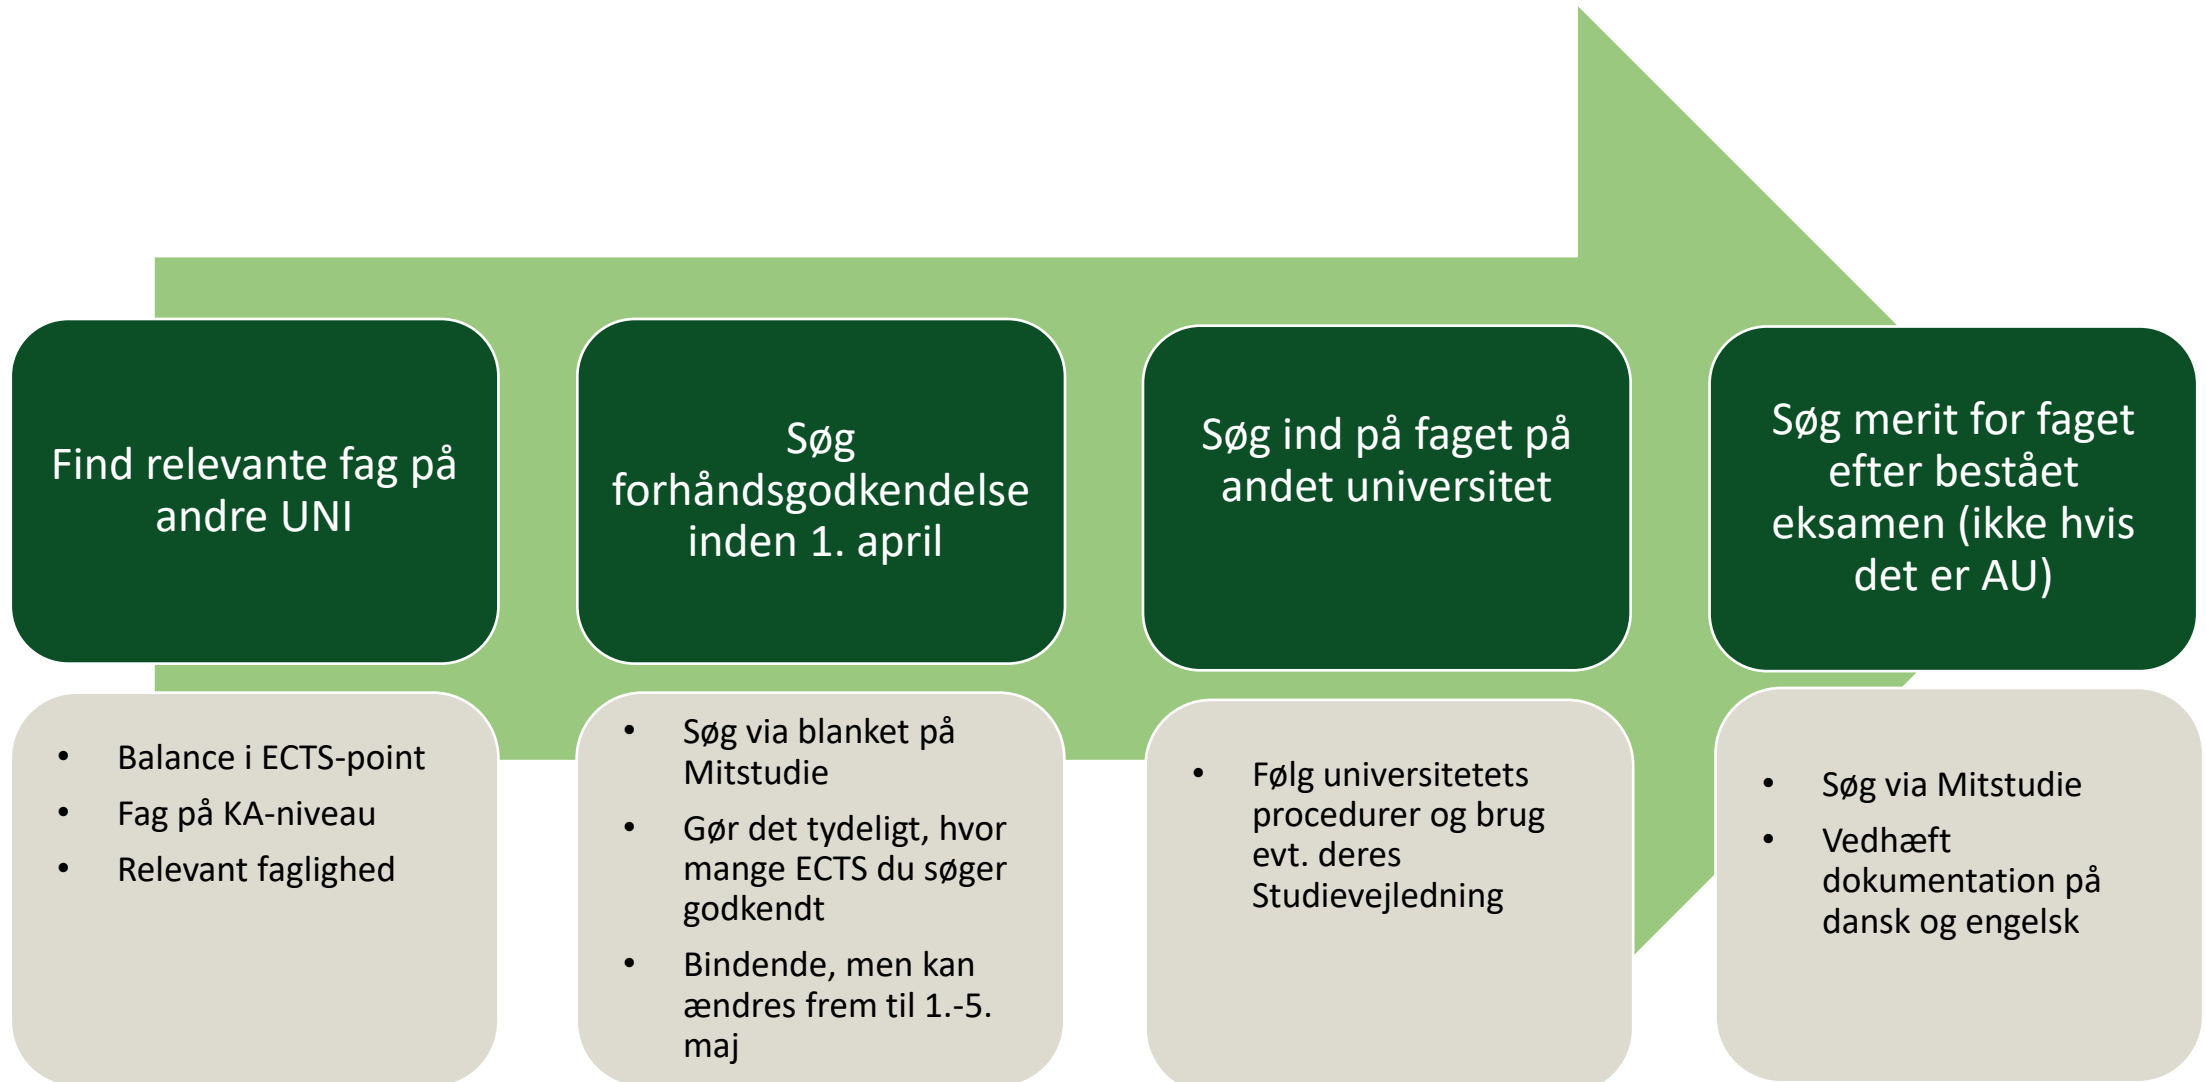 Find relevante fag på
andre UNI
Søg
forhåndsgodkendelse
inden 1. april
Søg ind på faget på
andet universitet
Søg merit for faget
efter bestået
eksamen (ikke hvis
det er AU)
• Balance i ECTS-point
• Fag på KA-niveau
• Relevant faglighed
• Søg via blanket på
Mitstudie
• Gør det tydeligt, hvor
mange ECTS du søger
godkendt
• Bindende, men kan
ændres frem til 1.-5.
maj
• Følg universitetets
procedurer og brug
evt. deres
Studievejledning
• Søg via Mitstudie
• Vedhæft
dokumentation på
dansk og engelsk